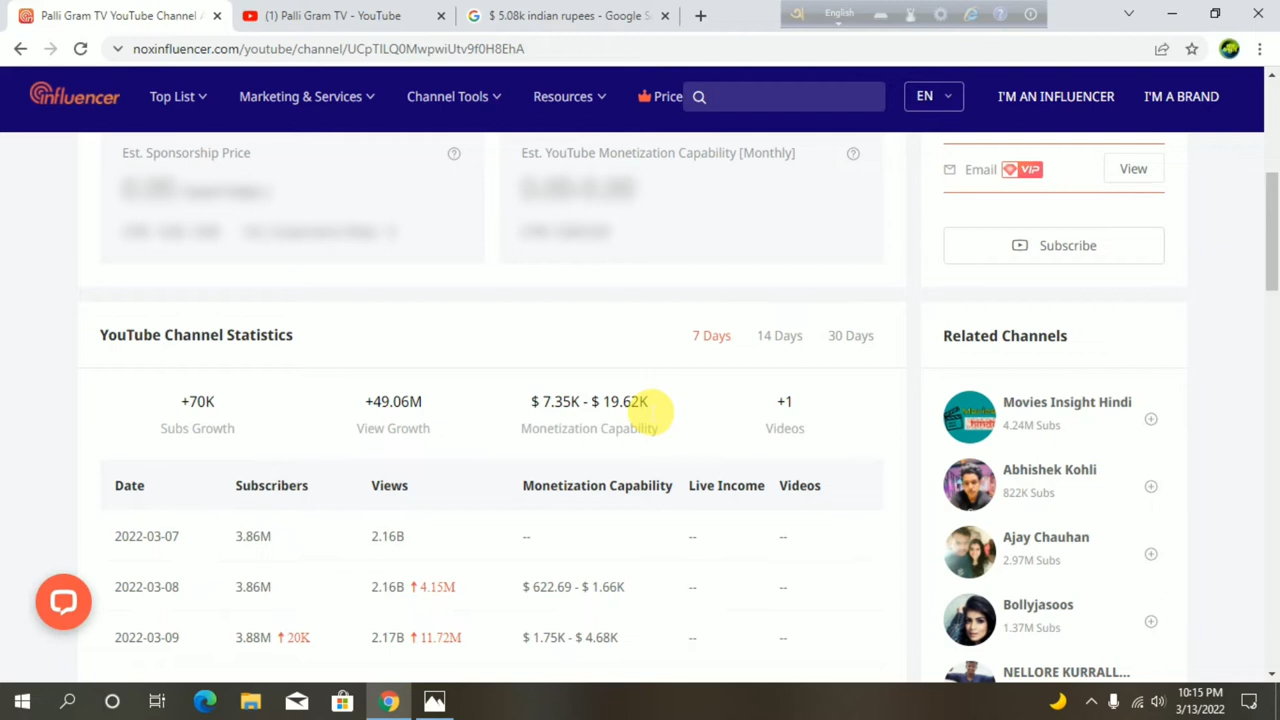 Palli Gram TV YouTube Channel A
(1) Palli Gram TV - YouTube
$ 5.08k indian rupees - Google S
English
noxinfluencer.com/youtube/channel/UCpTILQ0MwpwiUtv9f0H8EhA
influencer
Top List
Marketing & Services
Channel Tools
Resources
Price
EN
I'M AN INFLUENCER
I'M A BRAND
Est. Sponsorship Price
Est. YouTube Monetization Capability [Monthly]
Email VIP
View
Subscribe
YouTube Channel Statistics
7 Days
14 Days
30 Days
+70K
+49.06M
$ 7.35K - $ 19.62K
+1
Subs Growth
View Growth
Monetization Capability
Videos
Date Subscribers Views Monetization Capability Live Income Videos
2022-03-07 3.86M 2.16B -- -- --
2022-03-08 3.86M 2.16B ↑ 4.15M $ 622.69 - $ 1.66K -- --
2022-03-09 3.88M ↑ 20K 2.17B ↑ 11.72M $ 1.75K - $ 4.68K -- --
Related Channels
Movies Insight Hindi
4.24M Subs
Abhishek Kohli
822K Subs
Ajay Chauhan
2.97M Subs
Bollyjasoos
1.37M Subs
NELLORE KURRALL...
10:15 PM
3/13/2022